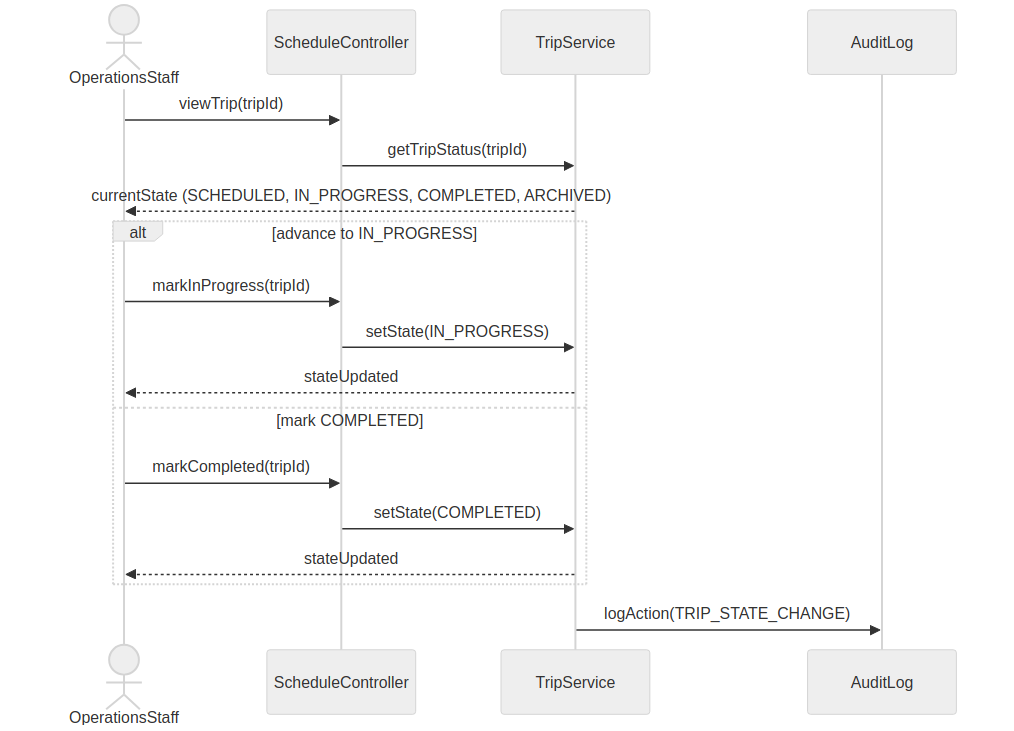 OperationsStaff
ScheduleController
TripService
AuditLog
viewTrip(tripId)
getTripStatus(tripId)
currentState (SCHEDULED, IN_PROGRESS, COMPLETED, ARCHIVED)
alt
[advance to IN_PROGRESS]
markInProgress(tripId)
setState(IN_PROGRESS)
stateUpdated
[mark COMPLETED]
markCompleted(tripId)
setState(COMPLETED)
stateUpdated
logAction(TRIP_STATE_CHANGE)
OperationsStaff
ScheduleController
TripService
AuditLog